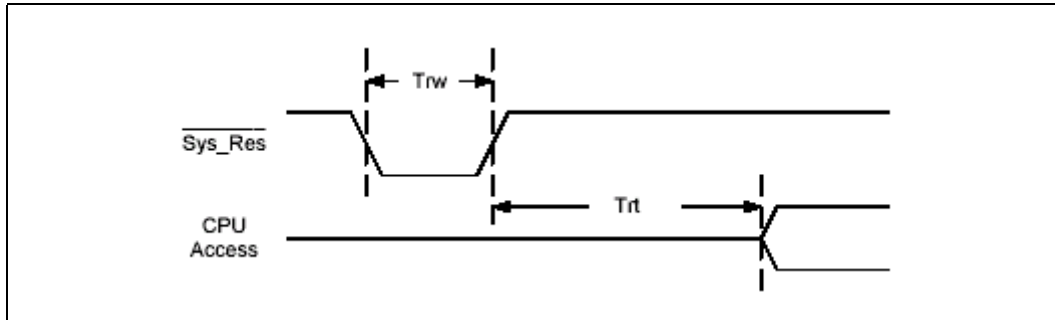 Trw
Sys_Res
Trt
CPU
Access